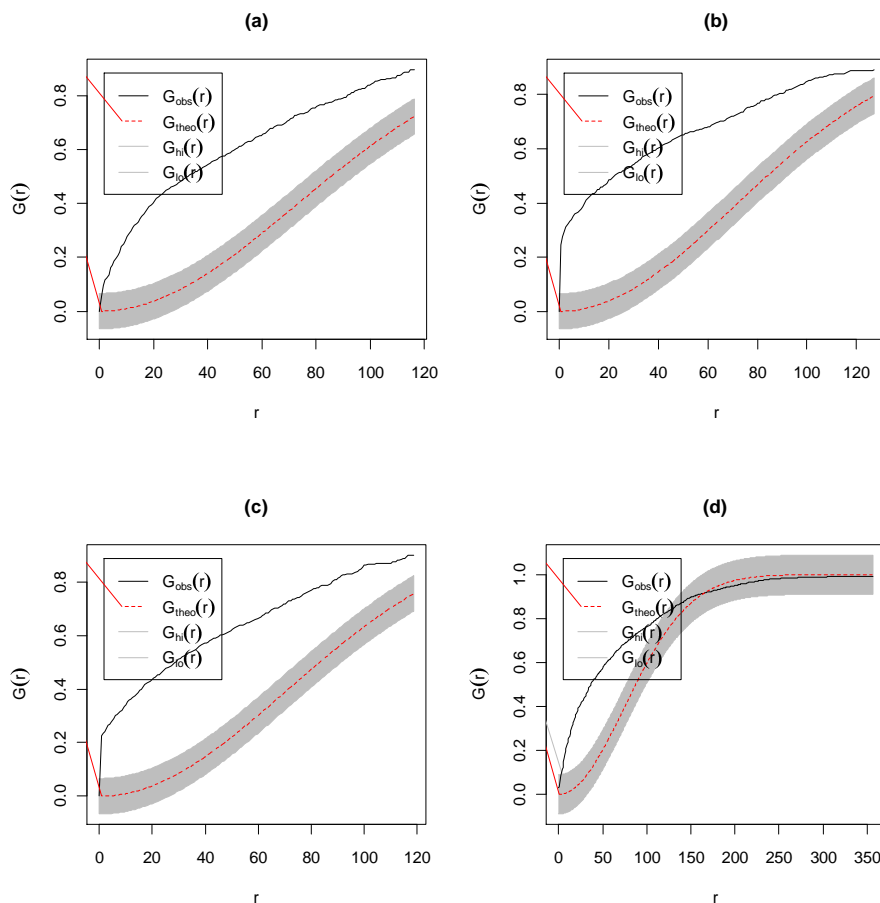 (a)
G(r)
0.0 0.2 0.4 0.6 0.8
G_obs(r)
G_theo(r)
G_hi(r)
G_lo(r)
0 20 40 60 80 100 120
r
(b)
G(r)
0.0 0.2 0.4 0.6 0.8
G_obs(r)
G_theo(r)
G_hi(r)
G_lo(r)
0 20 40 60 80 100 120
r
(c)
G(r)
0.0 0.2 0.4 0.6 0.8
G_obs(r)
G_theo(r)
G_hi(r)
G_lo(r)
0 20 40 60 80 100 120
r
(d)
G(r)
0.0 0.2 0.4 0.6 0.8 1.0
G_obs(r)
G_theo(r)
G_hi(r)
G_lo(r)
0 50 100 150 200 250 300 350
r